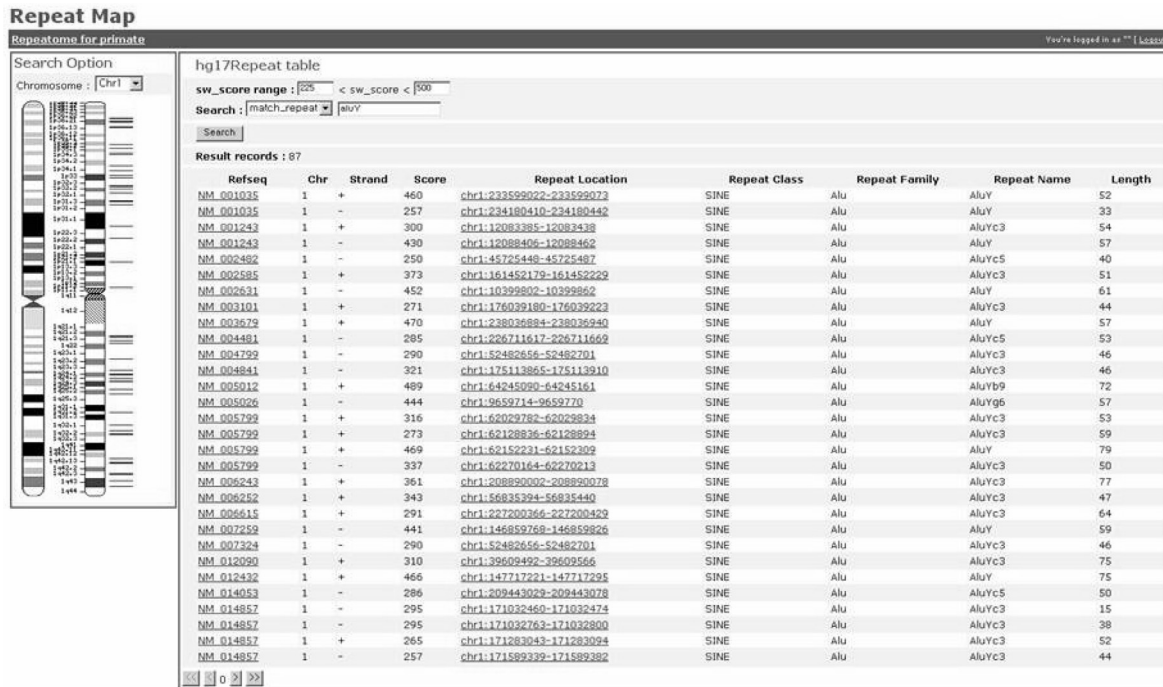 Repeat Map
Repeatome for primate
You're logged in as "" [
Search Option
Chromosome : Chr1
hg17Repeat table
sw_score range : 225 < sw_score < 500
Search : match_repeat aluY
Search
Result records : 87
Refseq Chr Strand Score Repeat Location Repeat Class Repeat Family Repeat Name Length
NM_001035 1 + 460 chr1:233599022-233599073 SINE Alu AluY 52
NM_001035 1 - 257 chr1:234180410-234180442 SINE Alu AluY 33
NM_001243 1 + 300 chr1:12083385-12083438 SINE Alu AluYc3 54
NM_001243 1 - 430 chr1:12088406-12088462 SINE Alu AluY 57
NM_002482 1 - 250 chr1:45725448-45725487 SINE Alu AluYc5 40
NM_002585 1 + 373 chr1:161452179-161452229 SINE Alu AluYc3 51
NM_002631 1 - 452 chr1:10399802-10399862 SINE Alu AluY 61
NM_003101 1 + 271 chr1:176039180-176039223 SINE Alu AluYc3 44
NM_003679 1 + 470 chr1:238036884-238036940 SINE Alu AluY 57
NM_004481 1 - 285 chr1:226711617-226711669 SINE Alu AluYc5 53
NM_004799 1 - 290 chr1:52482656-52482701 SINE Alu AluYc3 46
NM_004841 1 - 321 chr1:175113865-175113910 SINE Alu AluYc3 46
NM_005012 1 + 489 chr1:64245090-64245161 SINE Alu AluYb9 72
NM_005026 1 - 444 chr1:9659714-9659770 SINE Alu AluYg6 57
NM_005799 1 + 316 chr1:62029782-62029834 SINE Alu AluYc3 53
NM_005799 1 + 273 chr1:62128836-62128894 SINE Alu AluYc3 59
NM_005799 1 + 469 chr1:62152231-62152309 SINE Alu AluY 79
NM_005799 1 - 337 chr1:62270164-62270213 SINE Alu AluYc3 50
NM_006243 1 + 361 chr1:208890002-208890078 SINE Alu AluYc3 77
NM_006252 1 + 343 chr1:56835394-56835440 SINE Alu AluYc3 47
NM_006615 1 + 291 chr1:227200366-227200429 SINE Alu AluYc3 64
NM_007259 1 - 441 chr1:146859768-146859826 SINE Alu AluY 59
NM_007324 1 - 290 chr1:52482656-52482701 SINE Alu AluYc3 46
NM_012090 1 + 310 chr1:39609492-39609566 SINE Alu AluYc3 75
NM_012432 1 + 466 chr1:147717221-147717295 SINE Alu AluY 75
NM_014053 1 - 286 chr1:209443029-209443078 SINE Alu AluYc5 50
NM_014857 1 - 295 chr1:171032460-171032474 SINE Alu AluYc3 15
NM_014857 1 - 295 chr1:171032763-171032800 SINE Alu AluYc3 38
NM_014857 1 + 265 chr1:171283043-171283094 SINE Alu AluYc3 52
NM_014857 1 - 257 chr1:171589339-171589382 SINE Alu AluYc3 44
<< < 0 > >>